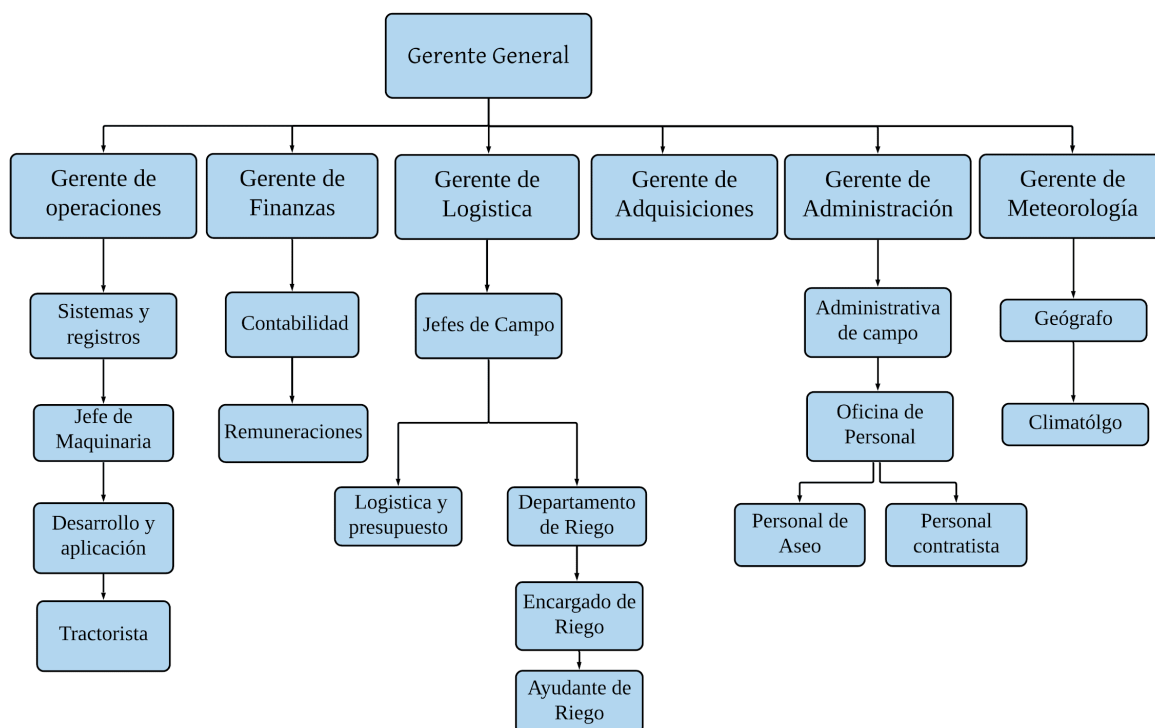 Gerente General
Gerente de
operaciones
Gerente de
Finanzas
Gerente de
Logistica
Gerente de
Adquisiciones
Gerente de
Administración
Gerente de
Meteorología
Sistemas y
registros
Contabilidad
Jefes de Campo
Administrativa
de campo
Geógrafo
Jefe de
Maquinaria
Remuneraciones
Oficina de
Personal
Climatólgo
Desarrollo y
aplicación
Logistica y
presupuesto
Departamento
de Riego
Personal de
Aseo
Personal
contratista
Tractorista
Encargado de
Riego
Ayudante de
Riego